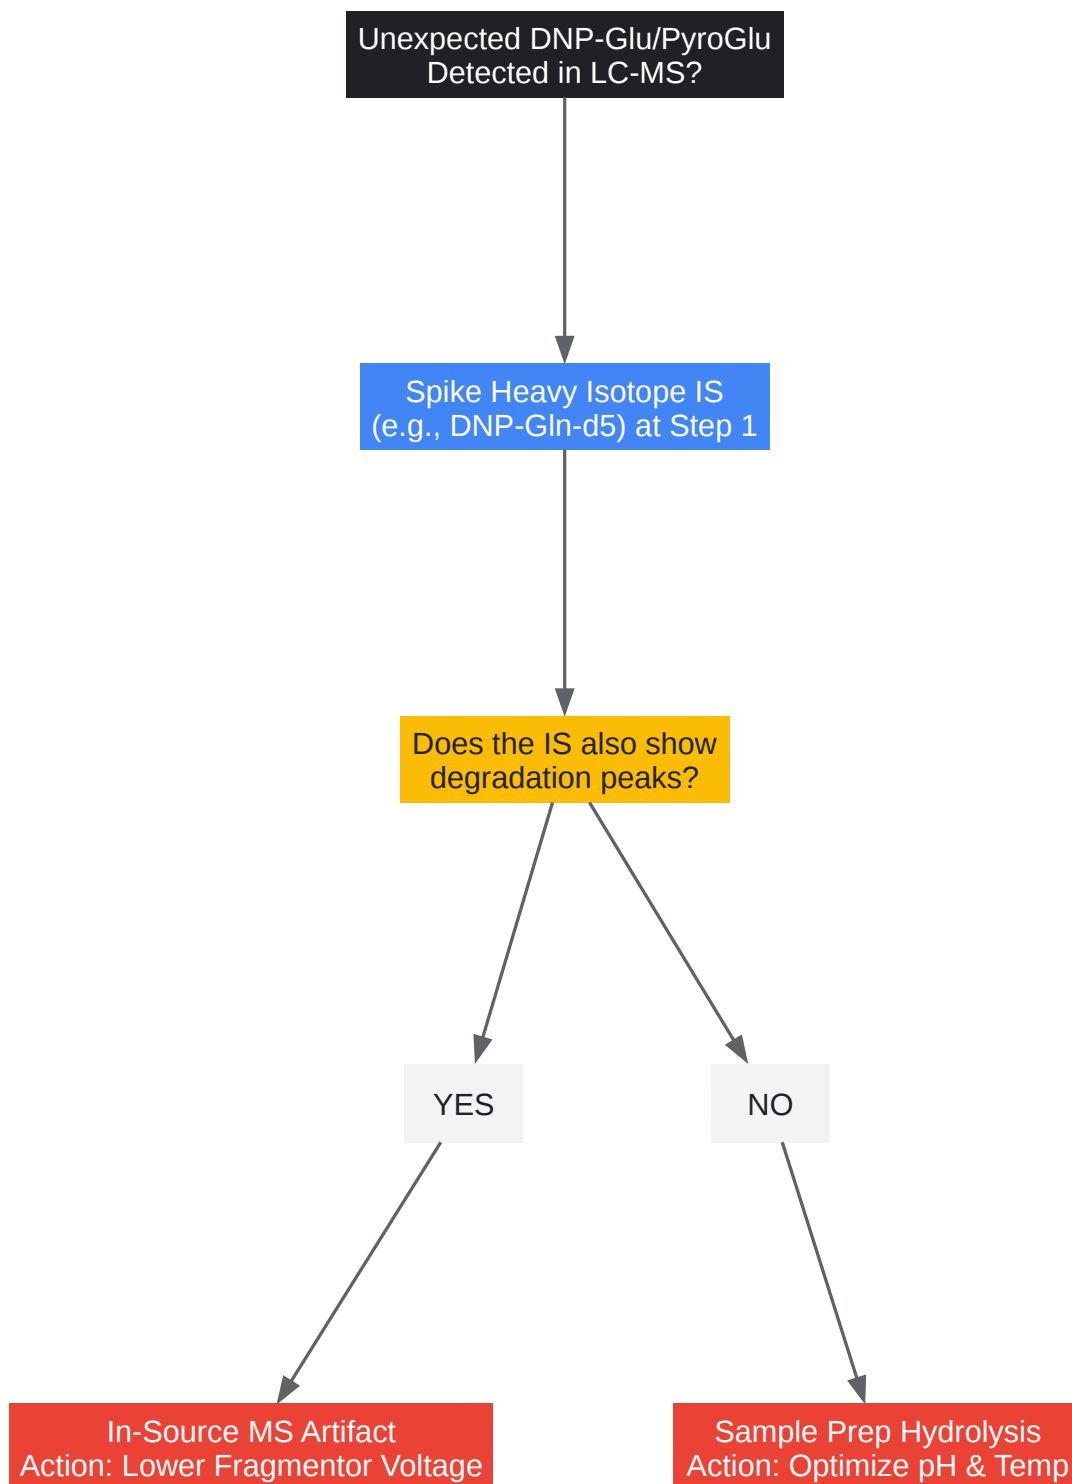 Unexpected DNP-Glu/PyroGlu
Detected in LC-MS?
Spike Heavy Isotope IS
(e.g., DNP-Gln-d5) at Step 1
Does the IS also show
degradation peaks?
YES
NO
In-Source MS Artifact
Action: Lower Fragmentor Voltage
Sample Prep Hydrolysis
Action: Optimize pH & Temp